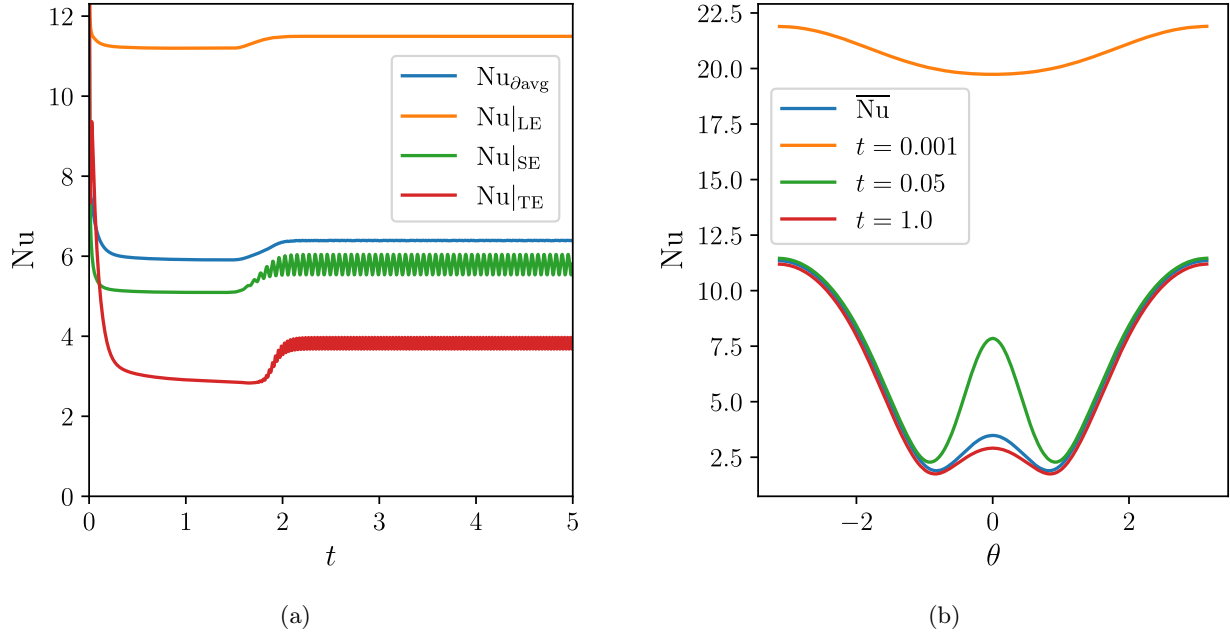 12
10
8
6
4
2
0
Nu
0 1 2 3 4 5
t
Nu∂avg
Nu|LE
Nu|SE
Nu|TE
(a)
22.5
20.0
17.5
15.0
12.5
10.0
7.5
5.0
2.5
Nu
−2 0 2
θ
N̅u̅
t = 0.001
t = 0.05
t = 1.0
(b)